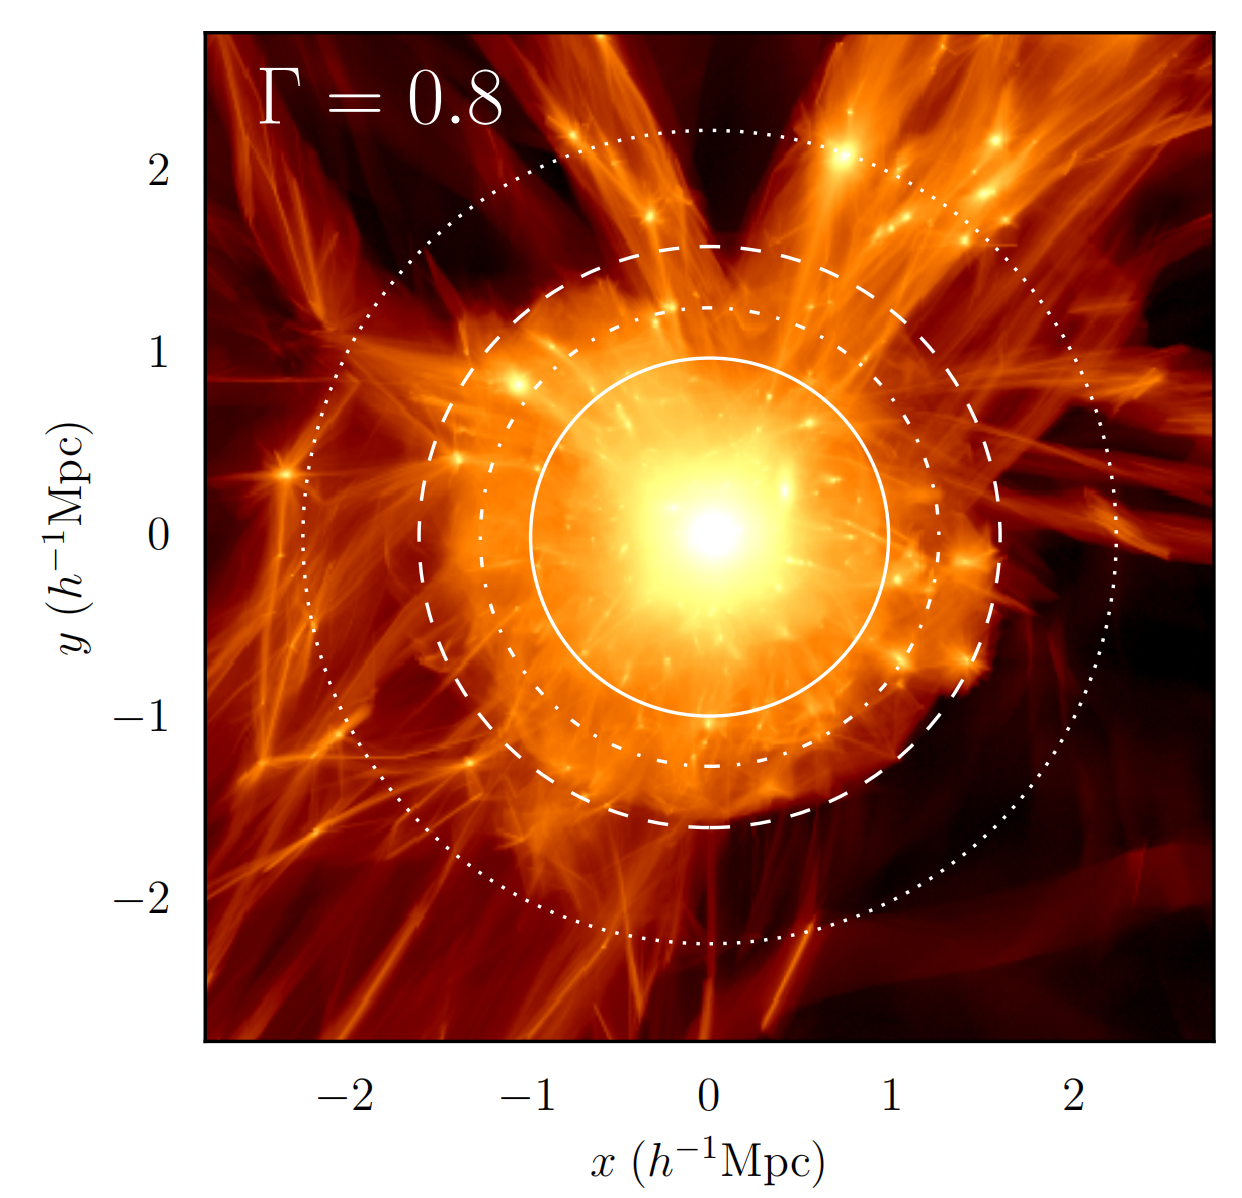 Γ = 0.8
2
1
0
−1
−2
y (h⁻¹Mpc)
−2 −1 0 1 2
x (h⁻¹Mpc)